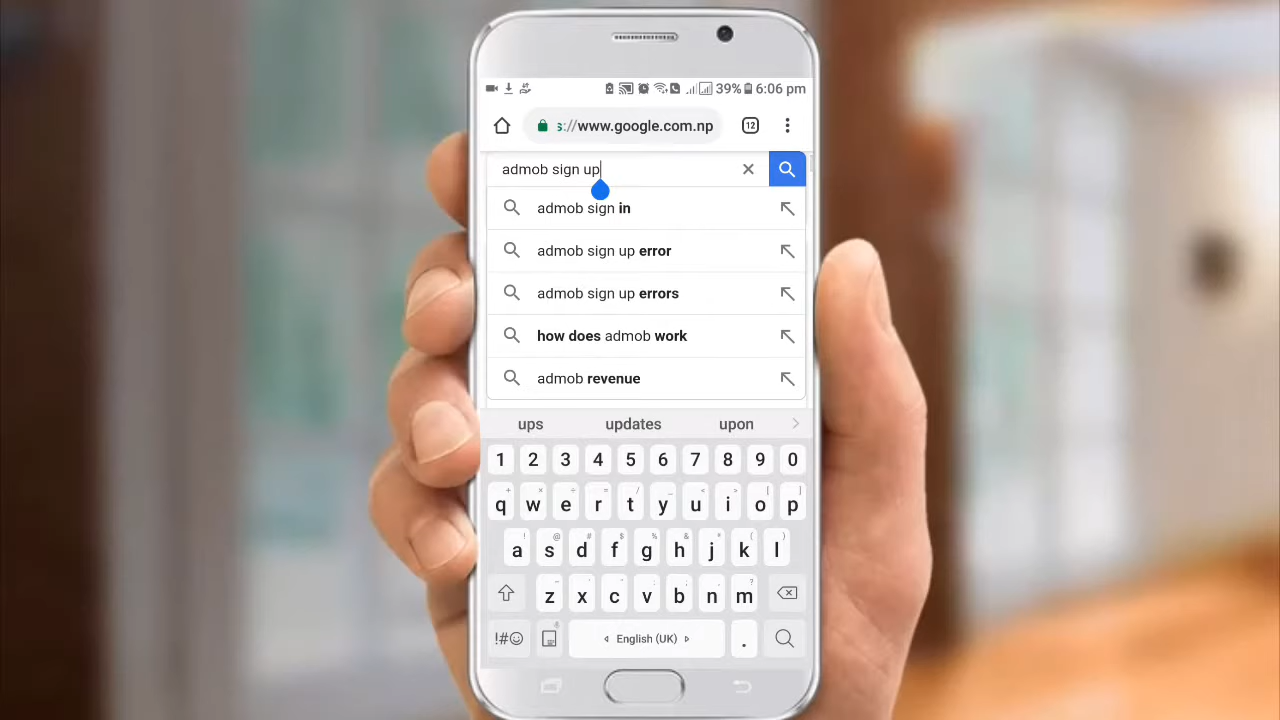 39% 6:06 pm
s://www.google.com.np 12
admob sign up
admob sign in
admob sign up error
admob sign up errors
how does admob work
admob revenue
ups updates upon
1 2 3 4 5 6 7 8 9 0
q w e r t y u i o p
a s d f g h j k l
z x c v b n m
!#☺ English (UK) .